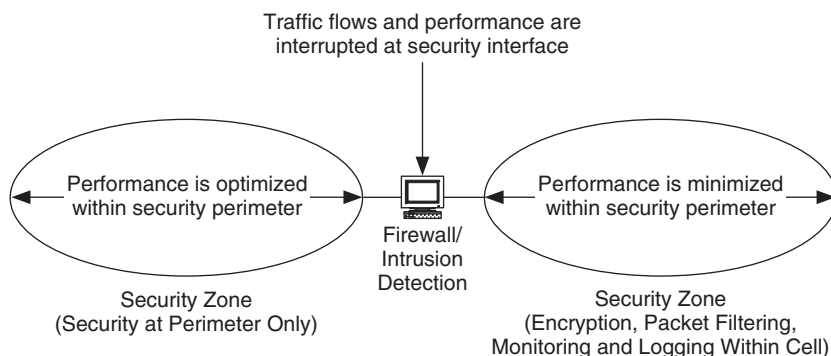 Traffic flows and performance are
interrupted at security interface
Performance is optimized
within security perimeter
Performance is minimized
within security perimeter
Firewall/
Intrusion
Detection
Security Zone
(Security at Perimeter Only)
Security Zone
(Encryption, Packet Filtering,
Monitoring and Logging Within Cell)